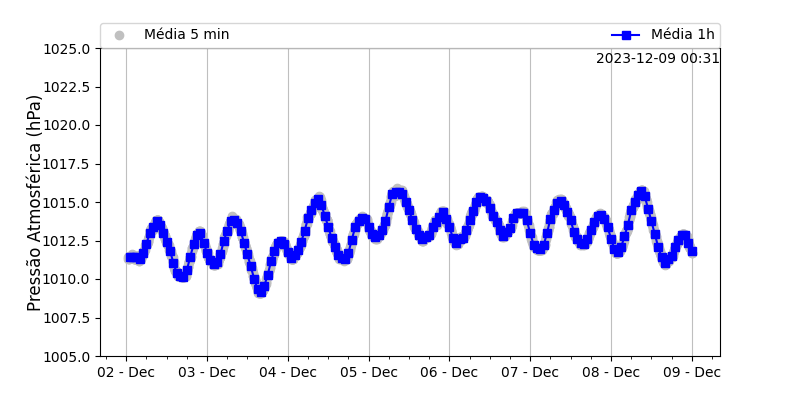 Média 5 min
Média 1h
2023-12-09 00:31
Pressão Atmosférica (hPa)
1025.0
1022.5
1020.0
1017.5
1015.0
1012.5
1010.0
1007.5
1005.0
02 - Dec
03 - Dec
04 - Dec
05 - Dec
06 - Dec
07 - Dec
08 - Dec
09 - Dec